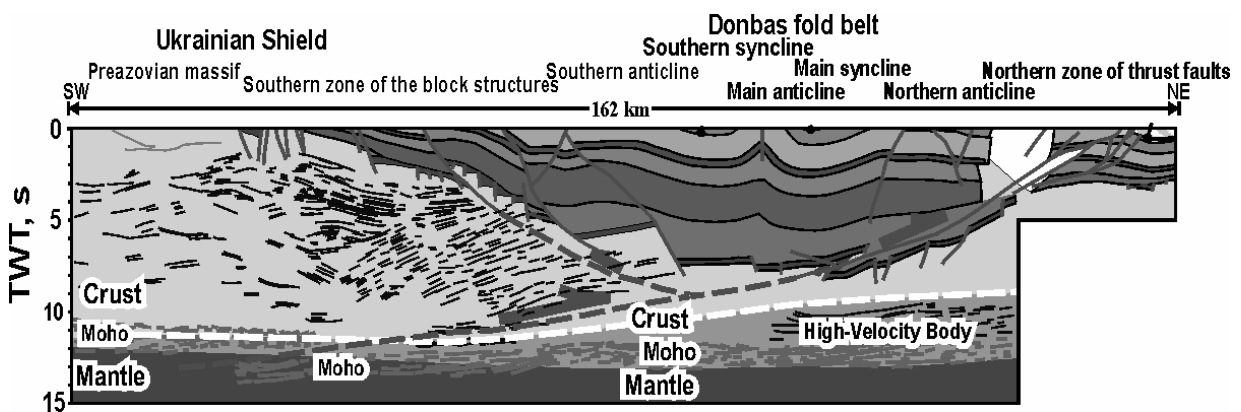 Donbas fold belt
Ukrainian Shield
Southern syncline
Preazovian massif
Southern anticline
Main syncline
Northern zone of thrust faults
SW
Southern zone of the block structures
Main anticline
Northern anticline
NE
162 km
TWT, s
0
5
10
15
Crust
Moho
Mantle
Moho
Crust
Moho
Mantle
High-Velocity Body